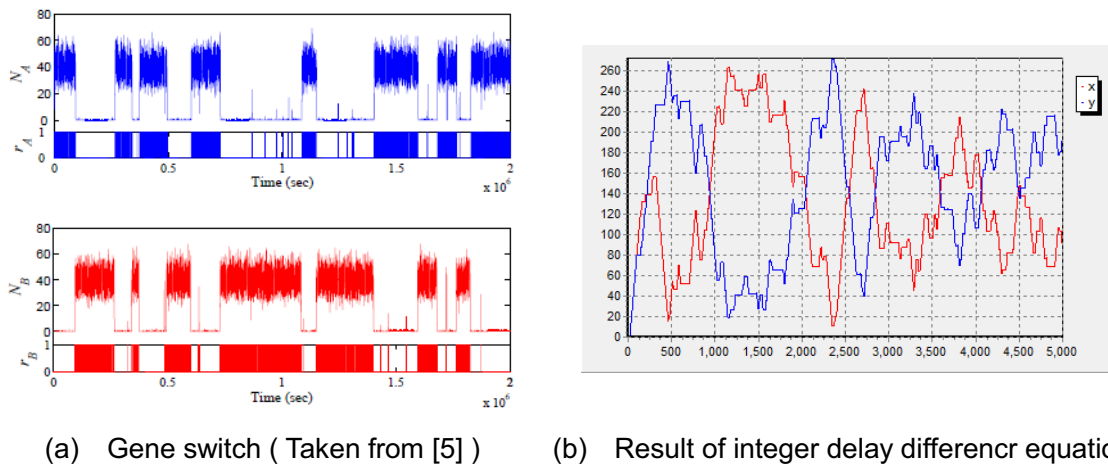 80
60
40
20
0
N_A
1
0
r_A
0 0.5 1 1.5 2
Time (sec)
x 10^6
80
60
40
20
0
N_B
1
0
r_B
0 0.5 1 1.5 2
Time (sec)
x 10^6
(a) Gene switch ( Taken from [5] )
260
240
220
200
180
160
140
120
100
80
60
40
20
0
0 500 1,000 1,500 2,000 2,500 3,000 3,500 4,000 4,500 5,000
x
y
(b) Result of integer delay differencr equatio